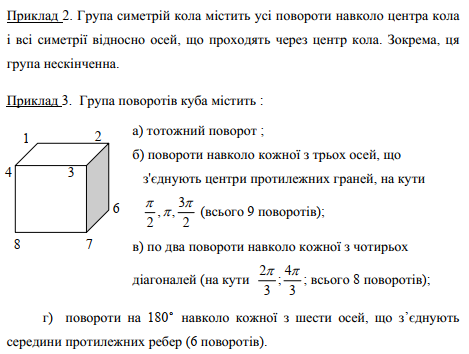 Приклад 2. Група симетрій кола містить усі повороти навколо центра кола
і всі симетрії відносно осей, що проходять через центр кола. Зокрема, ця
група нескінченна.
Приклад 3. Група поворотів куба містить :
1 2
4 3
6
8 7
а) тотожний поворот ;
б) повороти навколо кожної з трьох осей, що
з'єднують центри протилежних граней, на кути
π/2, π, 3π/2 (всього 9 поворотів);
в) по два повороти навколо кожної з чотирьох
діагоналей (на кути 2π/3; 4π/3; всього 8 поворотів);
г) повороти на 180° навколо кожної з шести осей, що з’єднують
середини протилежних ребер (6 поворотів).